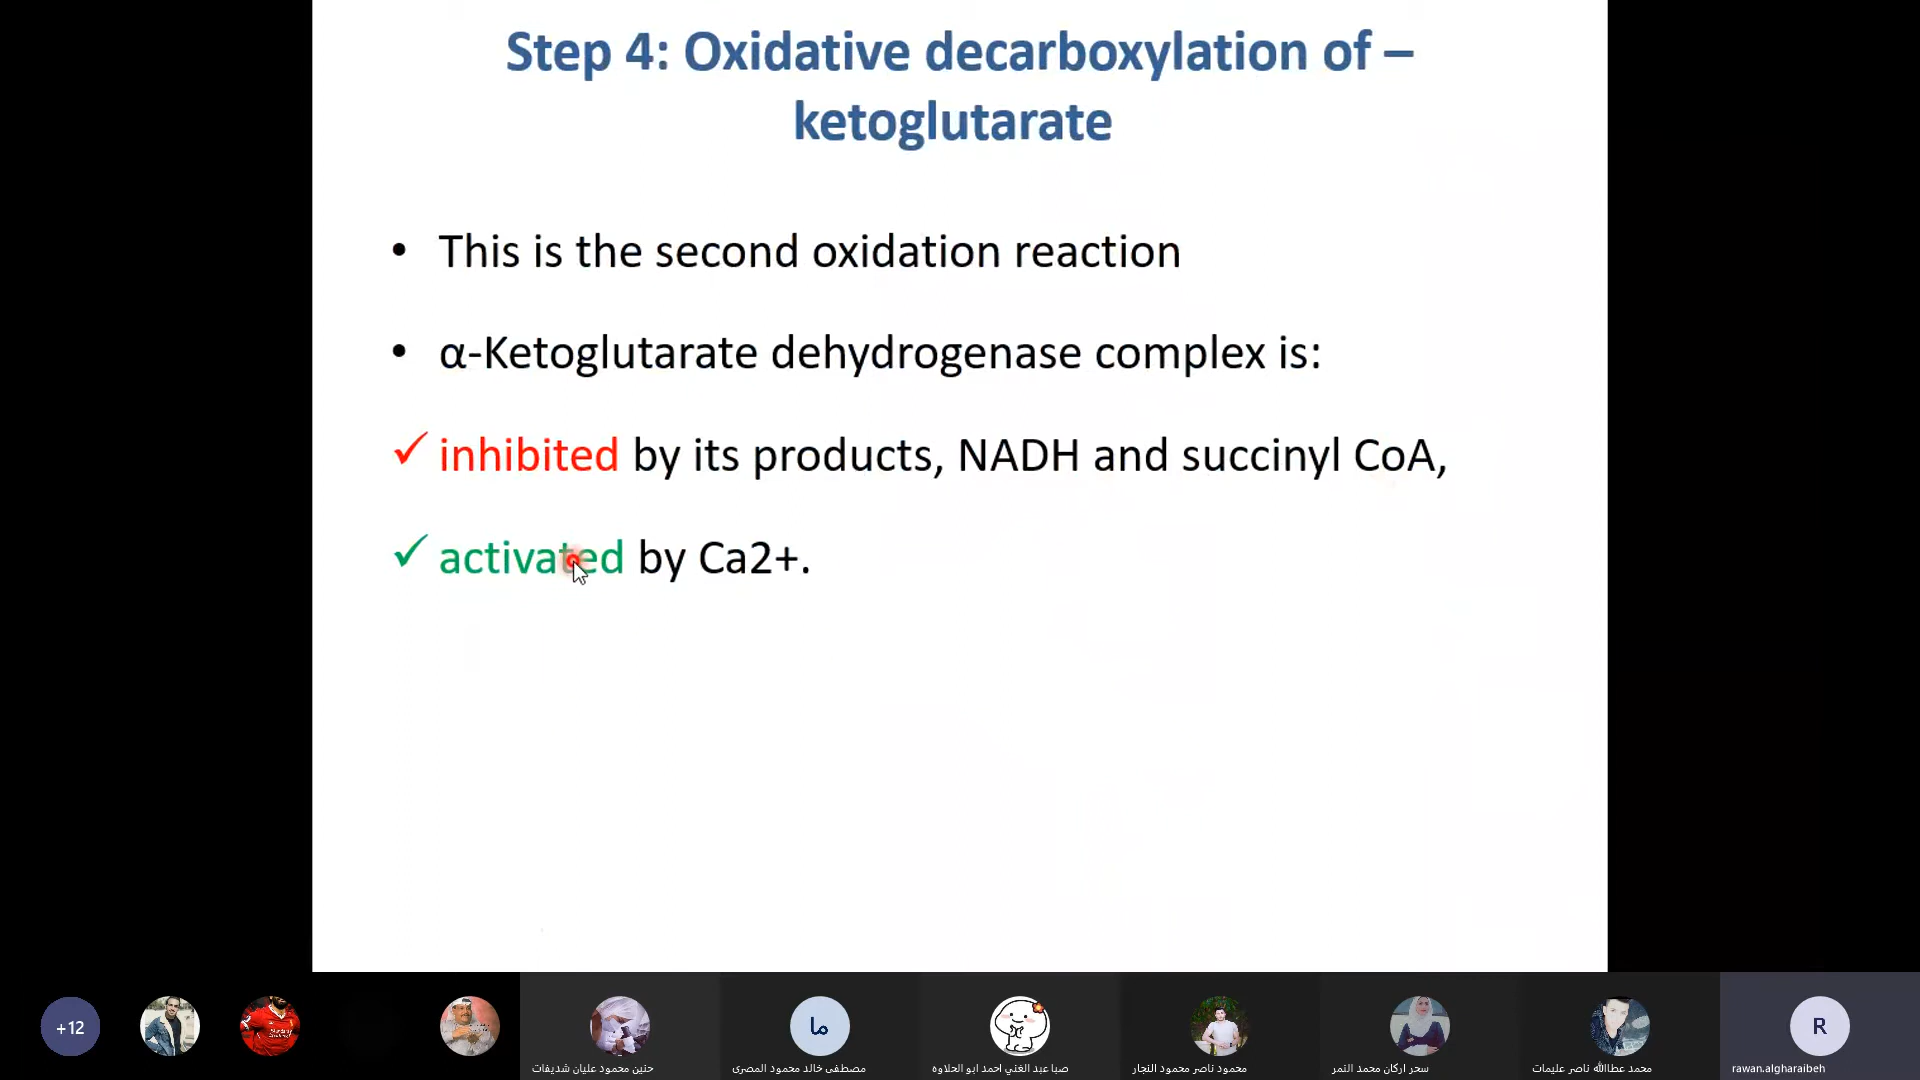 Step 4: Oxidative decarboxylation of –
ketoglutarate
• This is the second oxidation reaction
• α-Ketoglutarate dehydrogenase complex is:
✓ inhibited by its products, NADH and succinyl CoA,
✓ activated by Ca2+.
+12
ما
R
حنين محمود عليان شديفات
مصطفى خالد محمود المصرى
صبا عبد الغني احمد ابو الحلاوه
محمود ناصر محمود النجار
سحر اركان محمد النمر
محمد عطاالله ناصر عليمات
rawan.algharaibeh